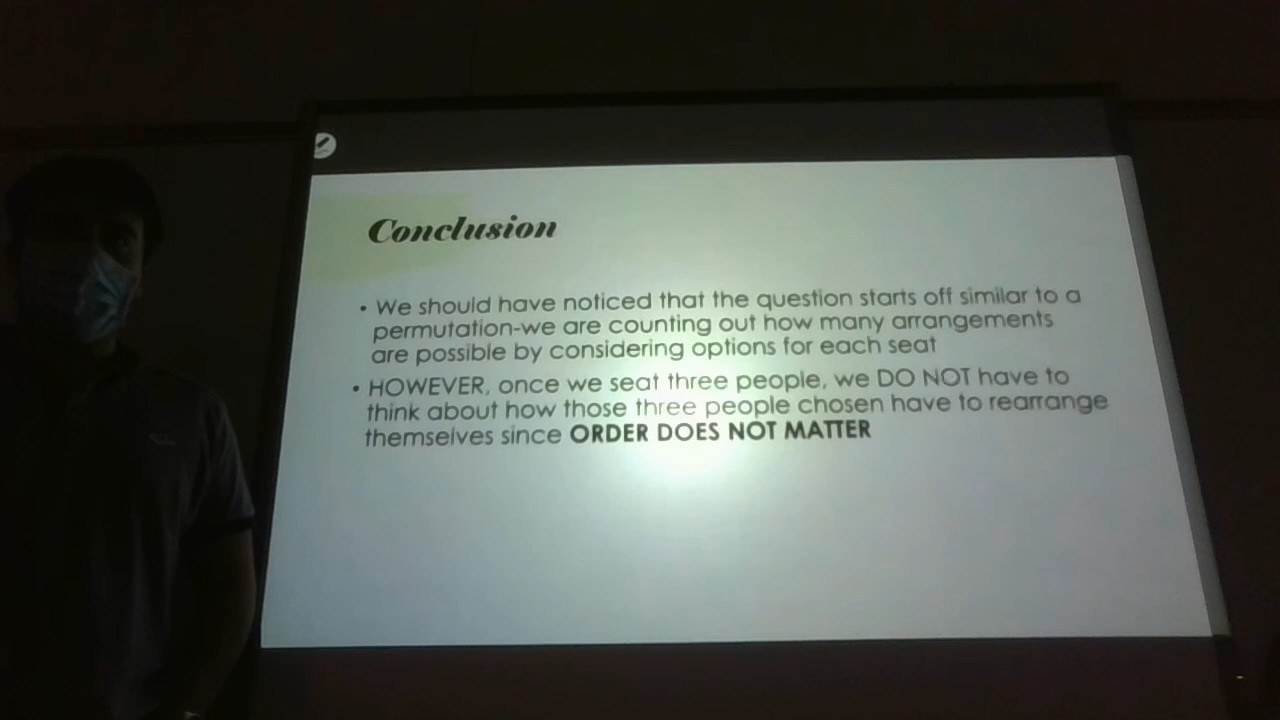 Conclusion
• We should have noticed that the question starts off similar to a
permutation-we are counting out how many arrangements
are possible by considering options for each seat
• HOWEVER, once we seat three people, we DO NOT have to
think about how those three people chosen have to rearrange
themselves since ORDER DOES NOT MATTER